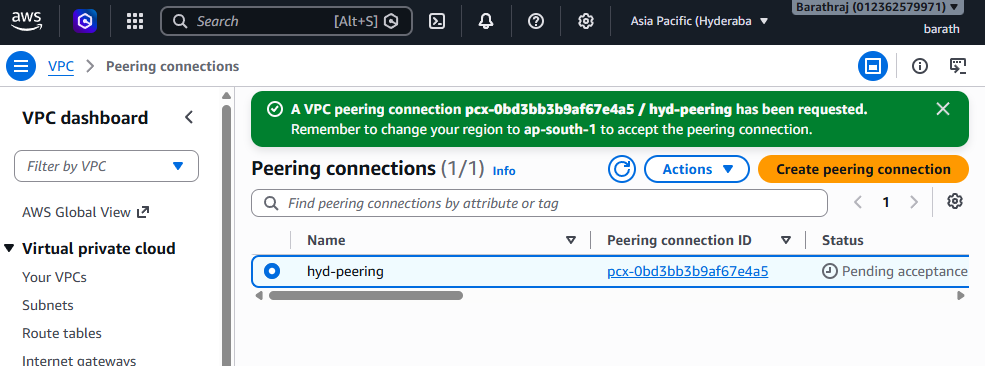 aws
Search
[Alt+S]
Asia Pacific (Hyderaba
Barathraj (012362579971)
barath
VPC
Peering connections
VPC dashboard
Filter by VPC
AWS Global View
Virtual private cloud
Your VPCs
Subnets
Route tables
Internet gateways
A VPC peering connection pcx-0bd3bb3b9af67e4a5 / hyd-peering has been requested.
Remember to change your region to ap-south-1 to accept the peering connection.
Peering connections (1/1) Info
Actions
Create peering connection
Find peering connections by attribute or tag
1
Name
Peering connection ID
Status
hyd-peering
pcx-0bd3bb3b9af67e4a5
Pending acceptance